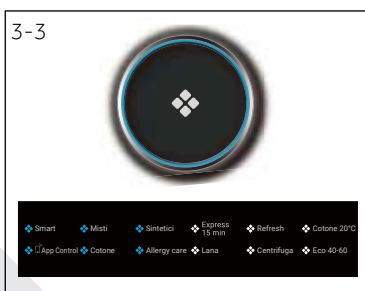 3-3
Smart Misti Sintetici Express 15 min Refresh Cotone 20°C
App Control Cotone Allergy care Lana Centrifuga Eco 40-60